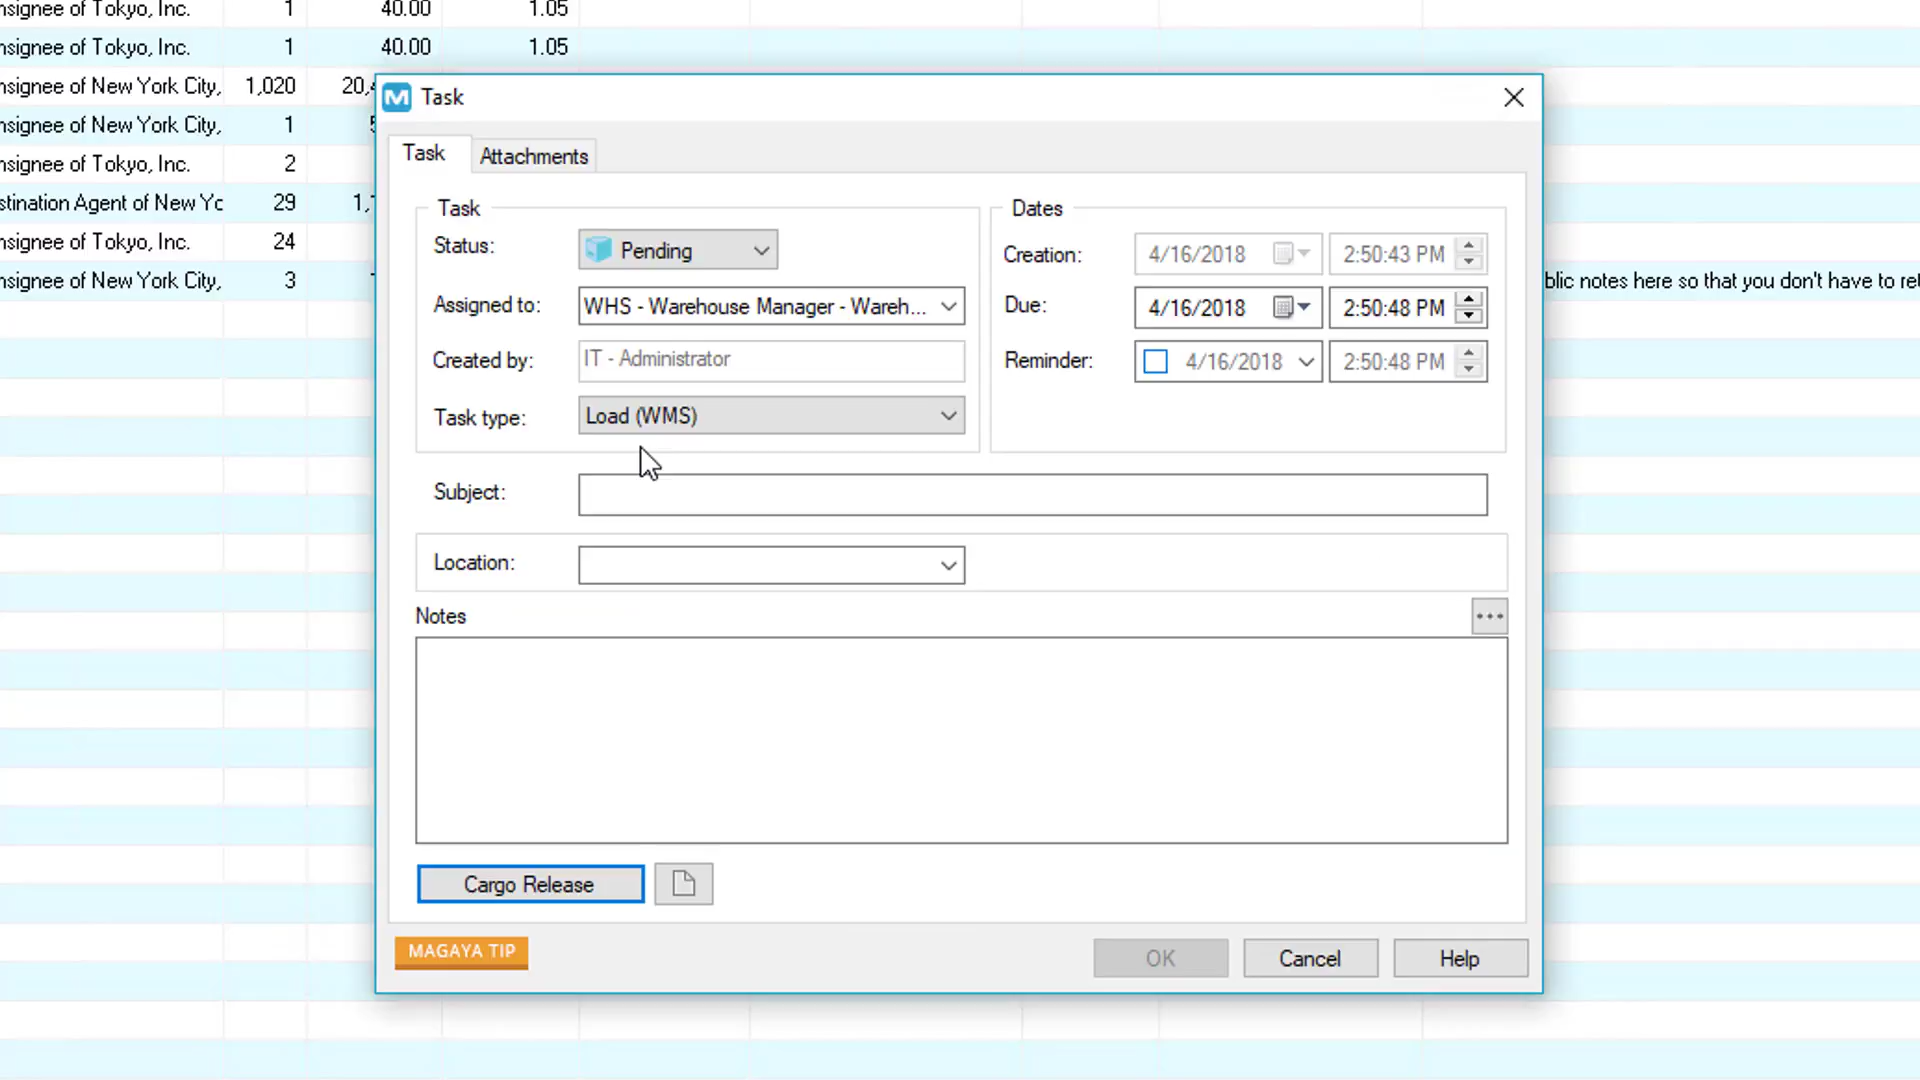 nsignee of Tokyo, Inc. 1 40.00 1.05
nsignee of Tokyo, Inc. 1 40.00 1.05
nsignee of New York City, 1,020 20,4
nsignee of New York City, 1
nsignee of Tokyo, Inc. 2
stination Agent of New Yo 29 1,1
nsignee of Tokyo, Inc. 24
nsignee of New York City, 3
blic notes here so that you don't have to ret
M Task
Task Attachments
Task
Status: Pending
Assigned to: WHS - Warehouse Manager - Wareh...
Created by: IT - Administrator
Task type: Load (WMS)
Dates
Creation: 4/16/2018 2:50:43 PM
Due: 4/16/2018 2:50:48 PM
Reminder: 4/16/2018 2:50:48 PM
Subject:
Location:
Notes ...
Cargo Release
MAGAYA TIP
OK Cancel Help